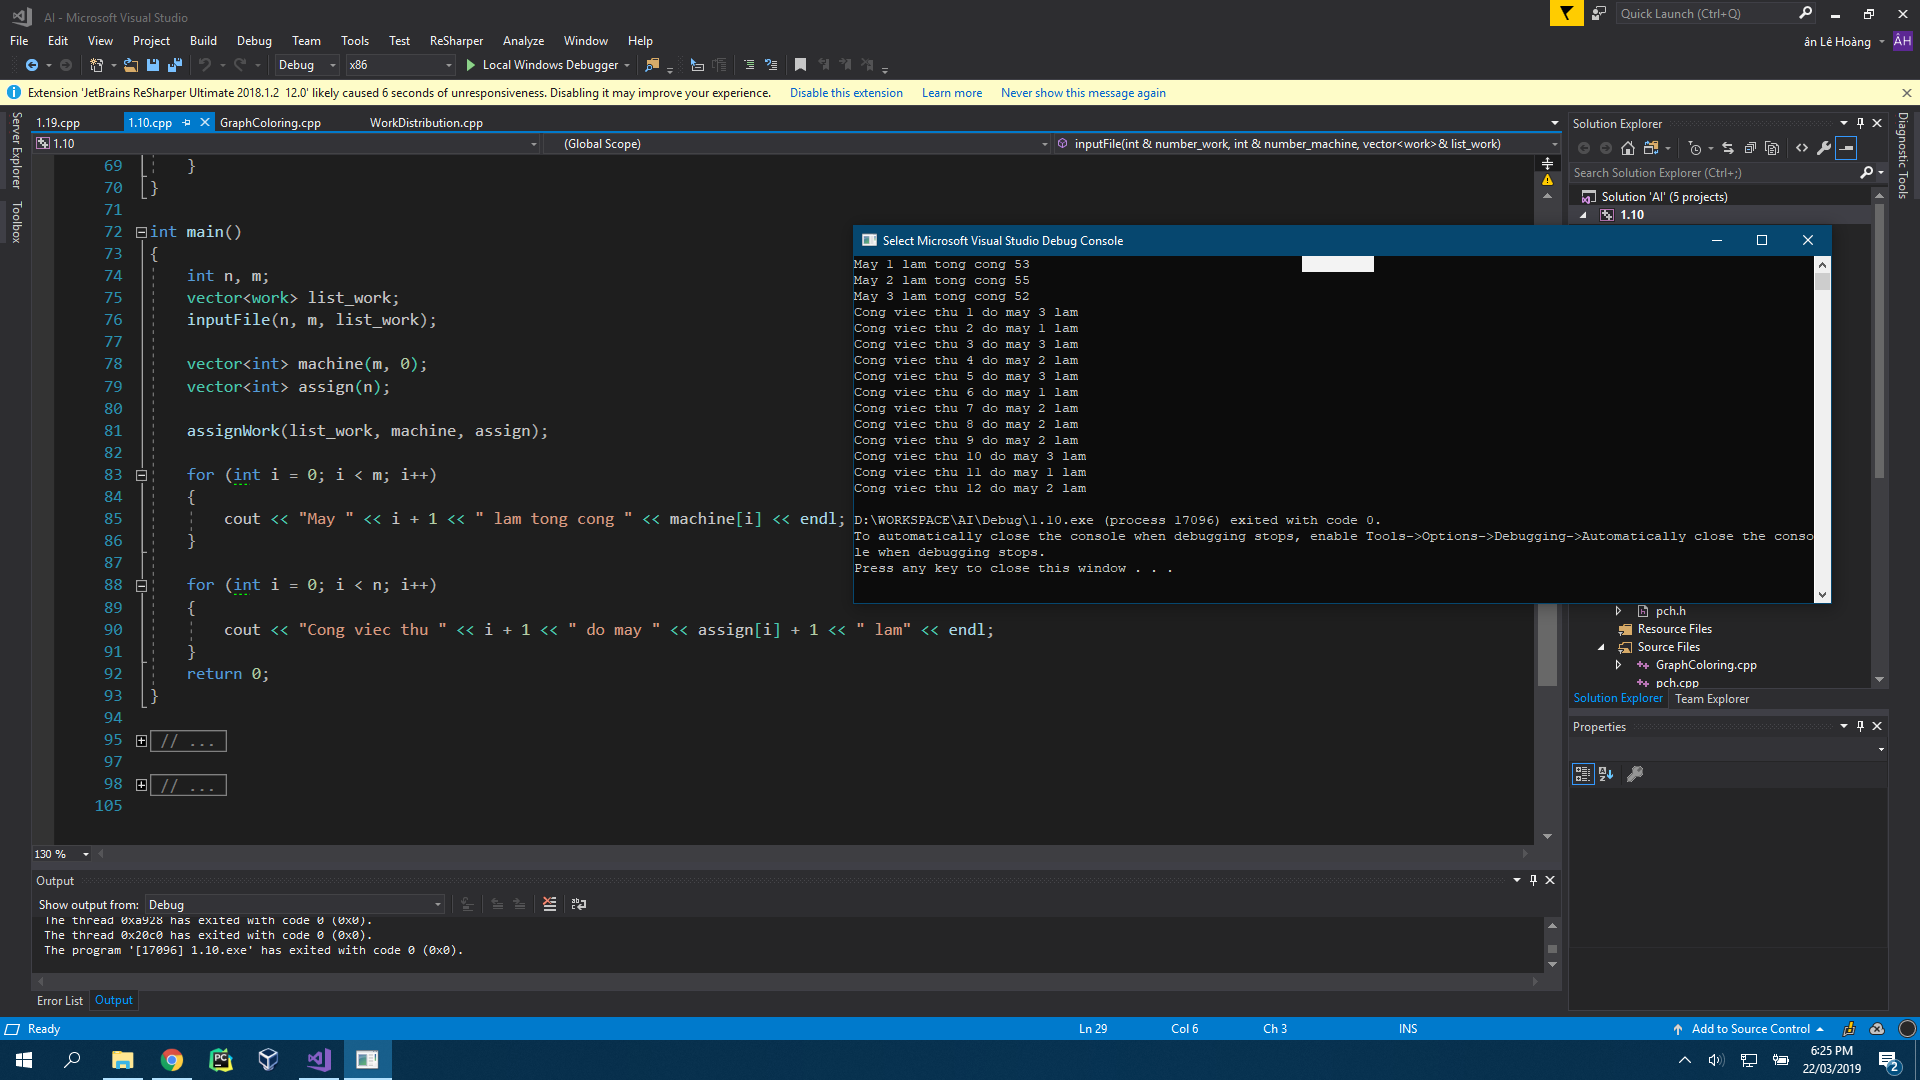 AI - Microsoft Visual Studio
Quick Launch (Ctrl+Q)
File Edit View Project Build Debug Team Tools Test ReSharper Analyze Window Help
ân Lê Hoàng
ÂH
Debug
x86
Local Windows Debugger
Extension 'JetBrains ReSharper Ultimate 2018.1.2 12.0' likely caused 6 seconds of unresponsiveness. Disabling it may improve your experience. Disable this extension Learn more Never show this message again
Server Explorer
Toolbox
1.19.cpp 1.10.cpp GraphColoring.cpp WorkDistribution.cpp
1.10
(Global Scope)
inputFile(int & number_work, int & number_machine, vector<work> & list_work)
69 }
70 }
71
72 int main()
73 {
74 int n, m;
75 vector<work> list_work;
76 inputFile(n, m, list_work);
77
78 vector<int> machine(m, 0);
79 vector<int> assign(n);
80
81 assignWork(list_work, machine, assign);
82
83 for (int i = 0; i < m; i++)
84 {
85 cout << "May " << i + 1 << " lam tong cong " << machine[i] << endl;
86 }
87
88 for (int i = 0; i < n; i++)
89 {
90 cout << "Cong viec thu " << i + 1 << " do may " << assign[i] + 1 << " lam" << endl;
91 }
92 return 0;
93 }
94
95 // ...
97
98 // ...
105
130 %
Select Microsoft Visual Studio Debug Console
May 1 lam tong cong 53
May 2 lam tong cong 55
May 3 lam tong cong 52
Cong viec thu 1 do may 3 lam
Cong viec thu 2 do may 1 lam
Cong viec thu 3 do may 3 lam
Cong viec thu 4 do may 2 lam
Cong viec thu 5 do may 3 lam
Cong viec thu 6 do may 1 lam
Cong viec thu 7 do may 2 lam
Cong viec thu 8 do may 2 lam
Cong viec thu 9 do may 2 lam
Cong viec thu 10 do may 3 lam
Cong viec thu 11 do may 1 lam
Cong viec thu 12 do may 2 lam
D:\WORKSPACE\AI\Debug\1.10.exe (process 17096) exited with code 0.
To automatically close the console when debugging stops, enable Tools->Options->Debugging->Automatically close the conso
le when debugging stops.
Press any key to close this window . . .
Solution Explorer
Search Solution Explorer (Ctrl+;)
Solution 'AI' (5 projects)
1.10
pch.h
Resource Files
Source Files
GraphColoring.cpp
pch.cpp
Solution Explorer Team Explorer
Properties
Diagnostic Tools
Output
Show output from: Debug
The thread 0xa928 has exited with code 0 (0x0).
The thread 0x20c0 has exited with code 0 (0x0).
The program '[17096] 1.10.exe' has exited with code 0 (0x0).
Error List Output
Ready
Ln 29
Col 6
Ch 3
INS
Add to Source Control
6:25 PM
22/03/2019
2